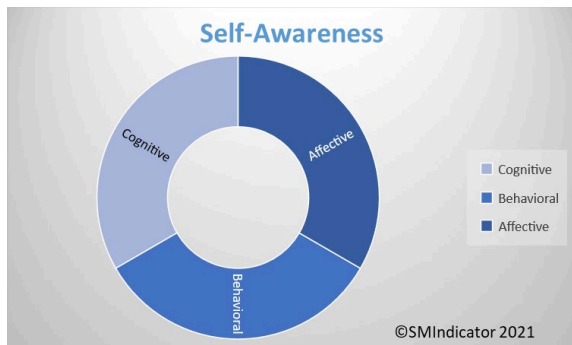 Self-Awareness
Cognitive
Affective
Behavioral
Cognitive
Behavioral
Affective
©SMIndicator 2021